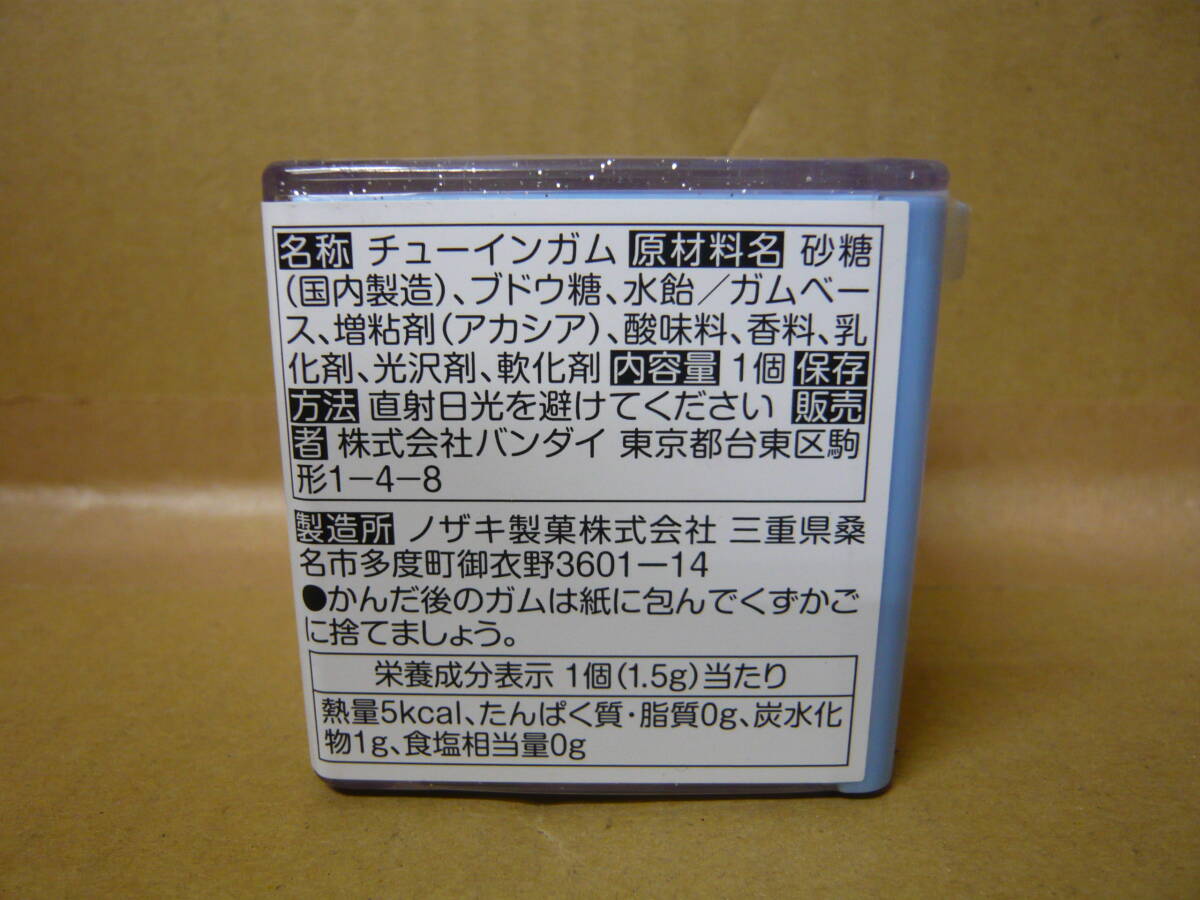 名称 チューインガム 原材料名 砂糖
(国内製造)、ブドウ糖、水飴／ガムベー
ス、増粘剤(アカシア)、酸味料、香料、乳
化剤、光沢剤、軟化剤 内容量 1個 保存
方法 直射日光を避けてください 販売
者 株式会社バンダイ 東京都台東区駒
形1−4−8
製造所 ノザキ製菓株式会社 三重県桑
名市多度町御衣野3601−14
●かんだ後のガムは紙に包んでくずかご
に捨てましょう。
栄養成分表示 1個(1.5g)当たり
熱量5kcal、たんぱく質・脂質0g、炭水化
物1g、食塩相当量0g